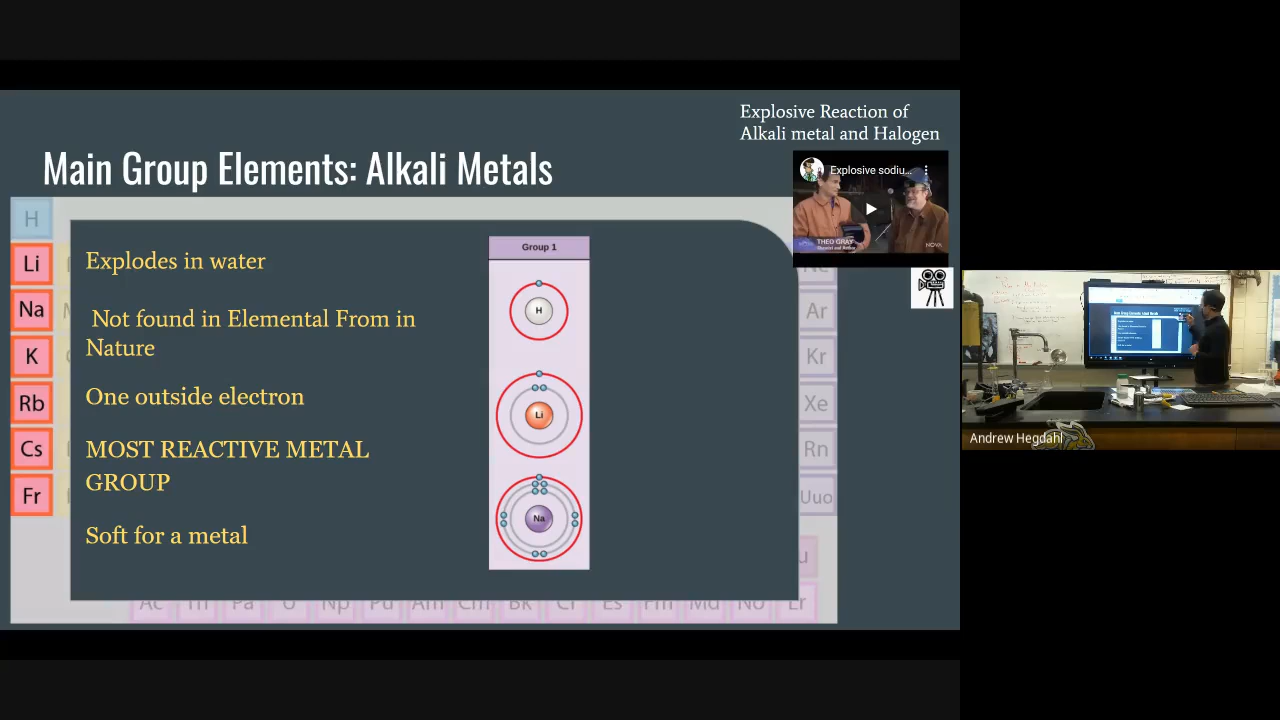 Explosive Reaction of
Alkali metal and Halogen
Main Group Elements: Alkali Metals
Explosive sodiu...
THEO GRAY
NOVA
H
Li
Na
K
Rb
Cs
Fr
Explodes in water
Not found in Elemental From in
Nature
One outside electron
MOST REACTIVE METAL
GROUP
Soft for a metal
Group 1
H
Li
Na
Ne
Ar
Kr
Xe
Rn
Uuo
Ac Th Pa U Np Pu Am Cm Bk Cf Es Fm Md No Lr
Andrew Hegdahl